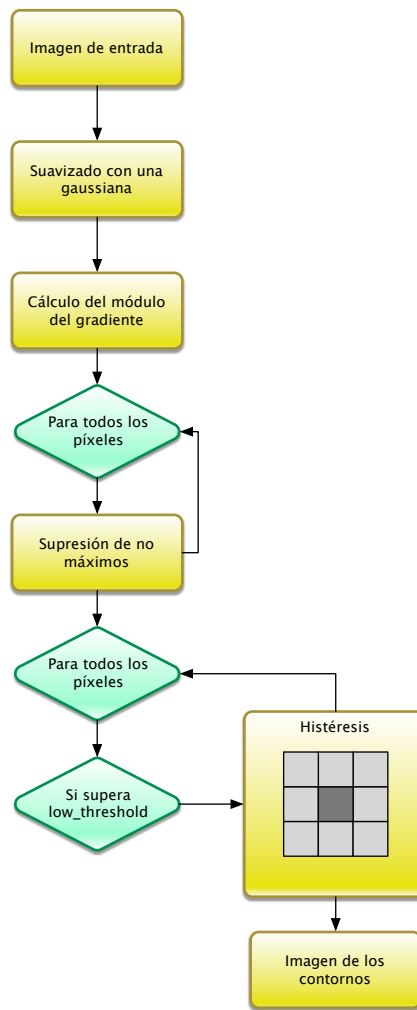 Imagen de entrada
Suavizado con una
gaussiana
Cálculo del módulo
del gradiente
Para todos los
píxeles
Supresión de no
máximos
Para todos los
píxeles
Si supera
low_threshold
Histéresis
Imagen de los
contornos